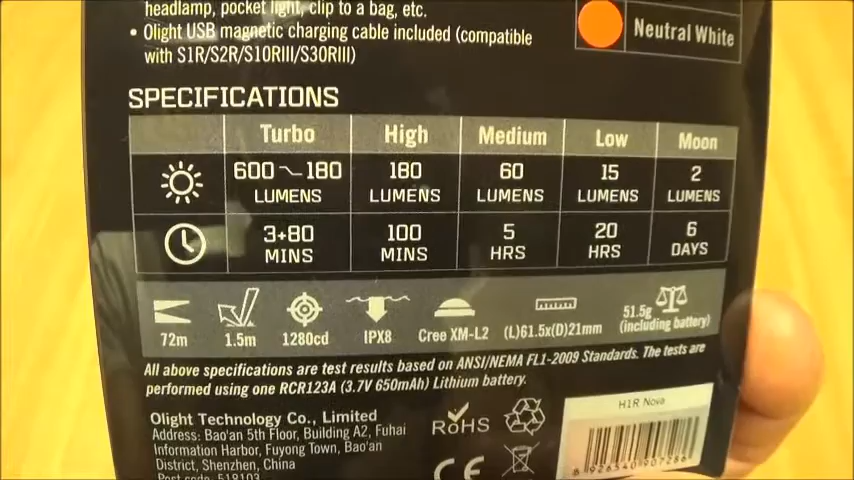 headlamp, pocket light, clip to a bag, etc.
• Olight USB magnetic charging cable included (compatible
with S1R/S2R/S10RIII/S30RIII)
Neutral White
SPECIFICATIONS
Turbo High Medium Low Moon
600~180 LUMENS 180 LUMENS 60 LUMENS 15 LUMENS 2 LUMENS
3+80 MINS 100 MINS 5 HRS 20 HRS 6 DAYS
72m 1.5m 1280cd IPX8 Cree XM-L2 (L)61.5x(D)21mm 51.5g (including battery)
All above specifications are test results based on ANSI/NEMA FL1-2009 Standards. The tests are
performed using one RCR123A (3.7V 650mAh) Lithium battery.
Olight Technology Co., Limited
Address: Bao'an 5th Floor, Building A2, Fuhai
Information Harbor, Fuyong Town, Bao'an
District, Shenzhen, China
Post code: 518103
RoHS
CE
H1R Nova
6 926540 907286